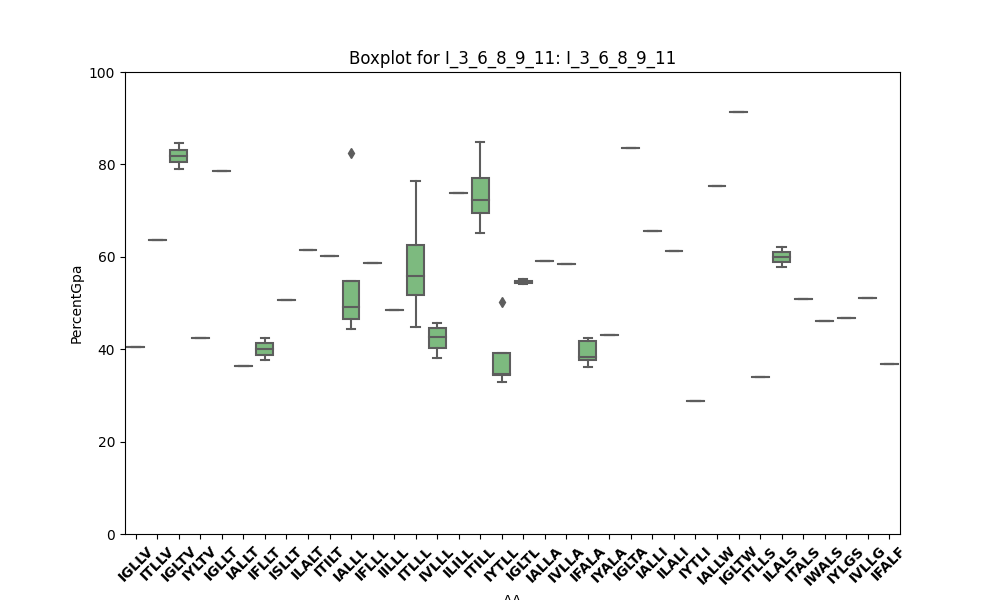 Boxplot for I_3_6_8_9_11: I_3_6_8_9_11
PercentGpa
100
80
60
40
20
0
IGLLV ITLLV IGLTV IYLTV IGLLT IALLT IFLLT ISLLT ILALT ITILT IALLL IFLLL IILLL ITLLL IVLLL ILILL ITILL IYTLL IGLTL IALLA IVLLA IFALA IYALA IGLTA IALLI ILALI IYTLI IALLW IGLTW ITLLS ILALS ITALS IWALS IYLGS IVLLG IFALF
AA